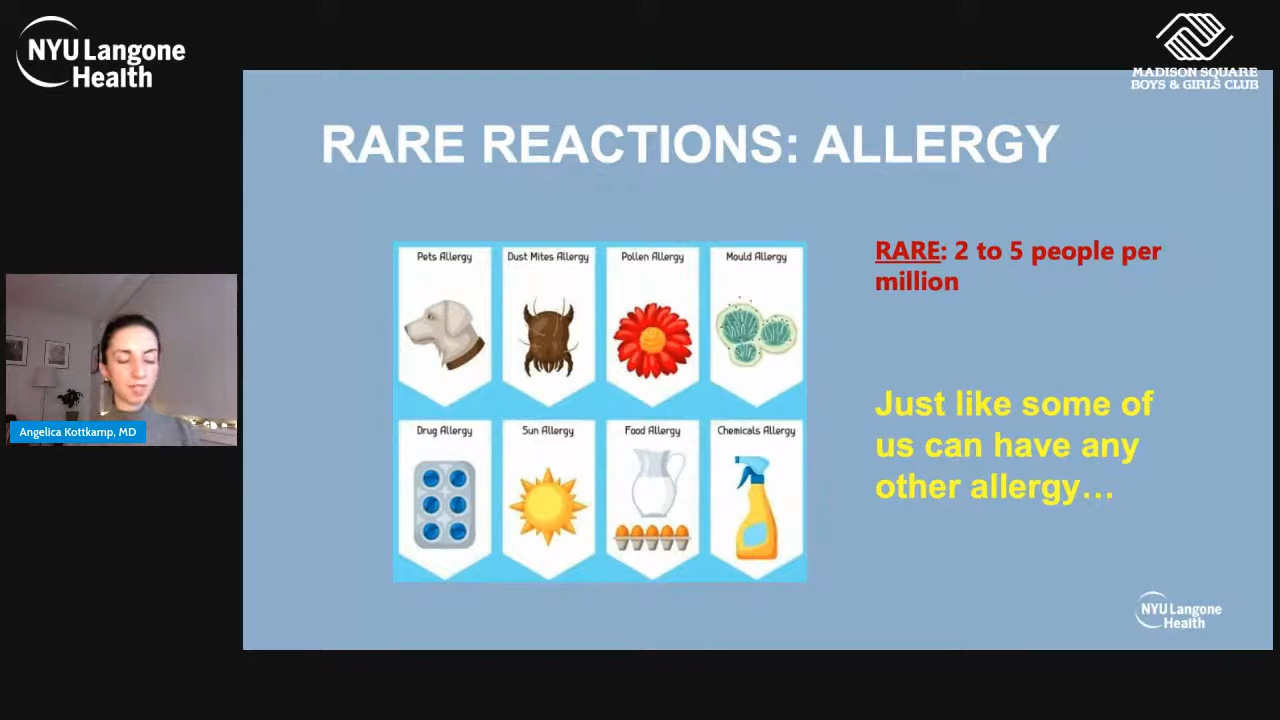 NYU Langone
Health
MADISON SQUARE
BOYS & GIRLS CLUB
RARE REACTIONS: ALLERGY
Pets Allergy
Dust Mites Allergy
Pollen Allergy
Mould Allergy
Drug Allergy
Sun Allergy
Food Allergy
Chemicals Allergy
RARE: 2 to 5 people per
million
Just like some of
us can have any
other allergy...
Angelica Kottkamp, MD
NYU Langone
Health